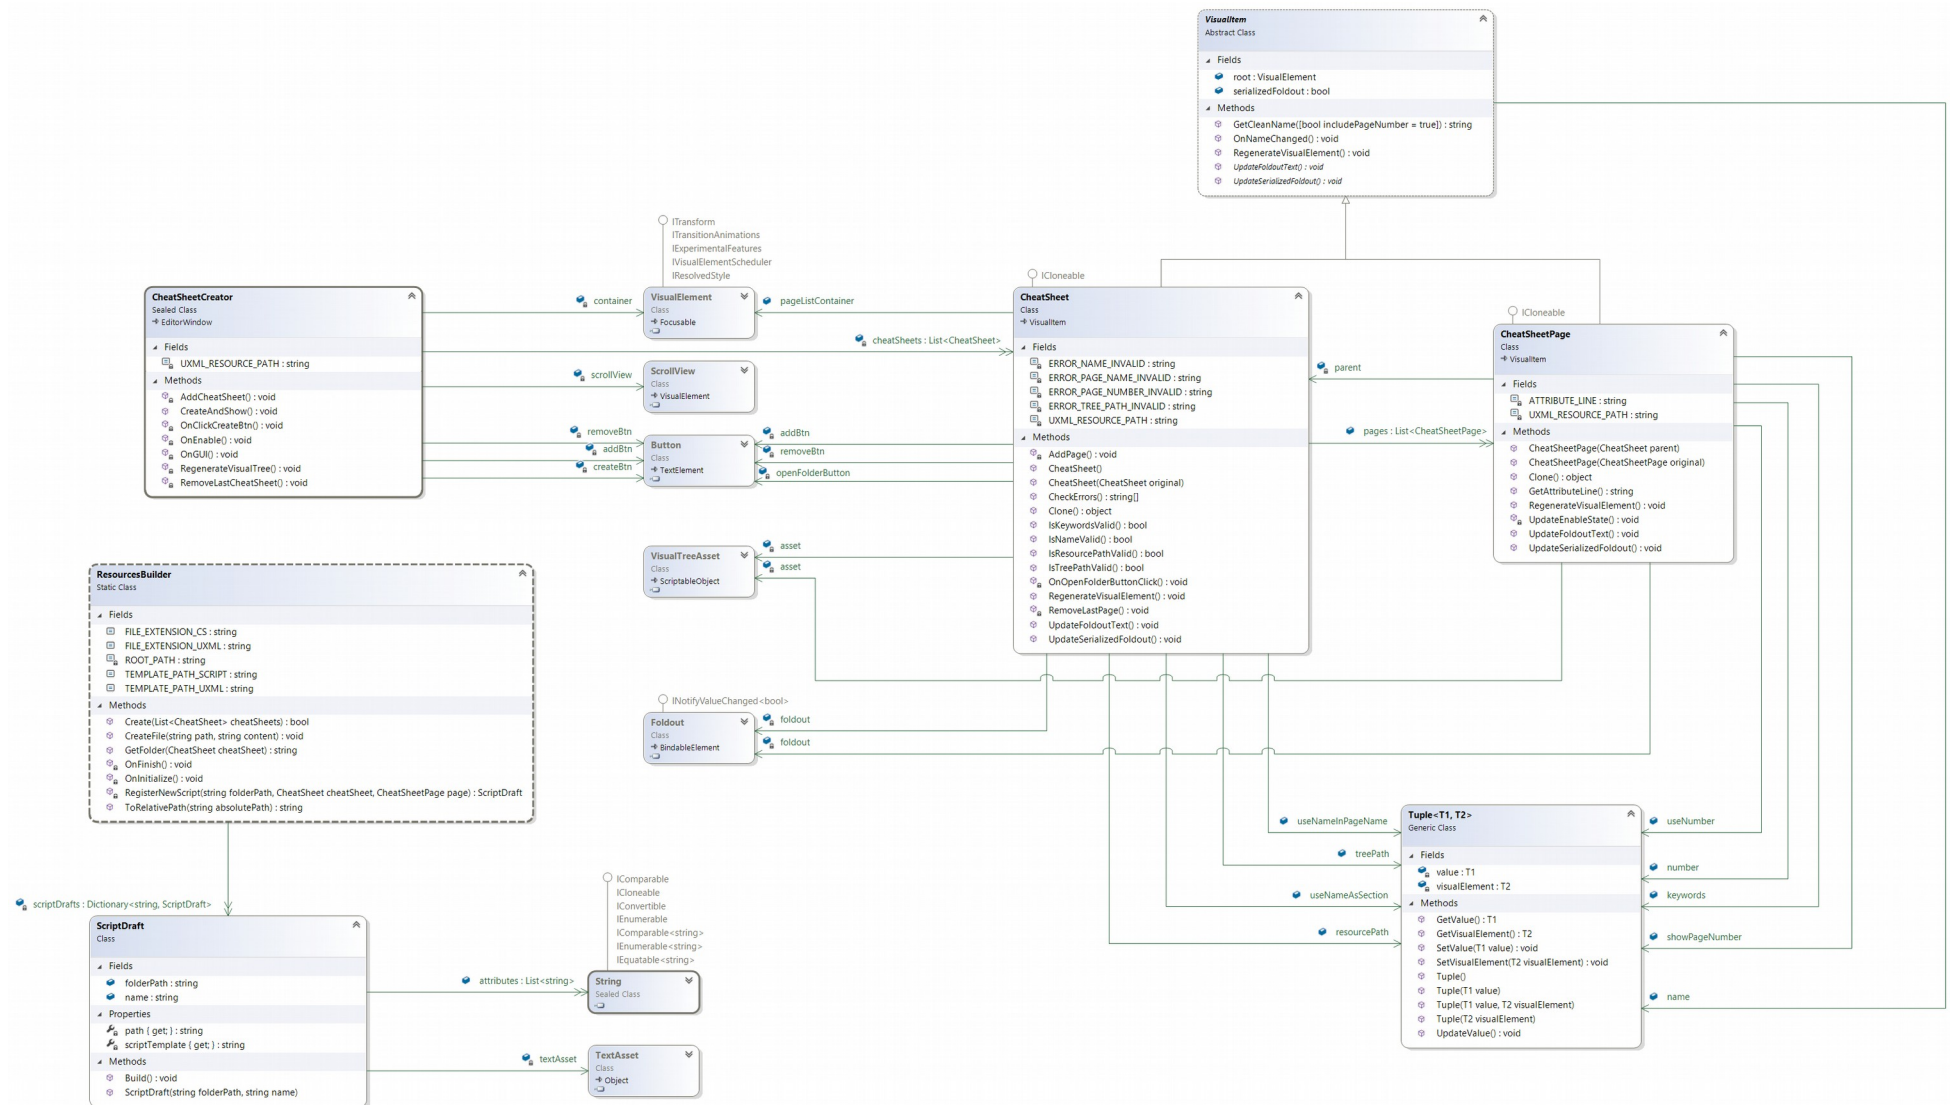 VisualItem
Abstract Class
Fields
root : VisualElement
serializedFoldout : bool
Methods
GetCleanName([bool includePageNumber = true]) : string
OnNameChanged() : void
RegenerateVisualElement() : void
UpdateFoldoutText() : void
UpdateSerializedFoldout() : void
ITransform
ITransitionAnimations
IExperimentalFeatures
IVisualElementScheduler
IResolvedStyle
CheatSheetCreator
Sealed Class
EditorWindow
Fields
UXML_RESOURCE_PATH : string
Methods
AddCheatSheet() : void
CreateAndShow() : void
OnClickCreateBtn() : void
OnEnable() : void
OnGUI() : void
RegenerateVisualTree() : void
RemoveLastCheatSheet() : void
container
scrollView
removeBtn
addBtn
createBtn
VisualElement
Class
Focusable
ScrollView
Class
VisualElement
Button
Class
TextElement
VisualTreeAsset
Class
ScriptableObject
INotifyValueChanged<bool>
Foldout
Class
BindableElement
pageListContainer
cheatSheets : List<CheatSheet>
addBtn
removeBtn
openFolderButton
asset
asset
foldout
foldout
ICloneable
CheatSheet
Class
VisualItem
Fields
ERROR_NAME_INVALID : string
ERROR_PAGE_NAME_INVALID : string
ERROR_PAGE_NUMBER_INVALID : string
ERROR_TREE_PATH_INVALID : string
UXML_RESOURCE_PATH : string
Methods
AddPage() : void
CheatSheet()
CheatSheet(CheatSheet original)
CheckErrors() : string[]
Clone() : object
IsKeywordsValid() : bool
IsNameValid() : bool
IsResourcePathValid() : bool
IsTreePathValid() : bool
OnOpenFolderButtonClick() : void
RegenerateVisualElement() : void
RemoveLastPage() : void
UpdateFoldoutText() : void
UpdateSerializedFoldout() : void
parent
pages : List<CheatSheetPage>
ICloneable
CheatSheetPage
Class
VisualItem
Fields
ATTRIBUTE_LINE : string
UXML_RESOURCE_PATH : string
Methods
CheatSheetPage(CheatSheet parent)
CheatSheetPage(CheatSheetPage original)
Clone() : object
GetAttributeLine() : string
RegenerateVisualElement() : void
UpdateEnableState() : void
UpdateFoldoutText() : void
UpdateSerializedFoldout() : void
ResourcesBuilder
Static Class
Fields
FILE_EXTENSION_CS : string
FILE_EXTENSION_UXML : string
ROOT_PATH : string
TEMPLATE_PATH_SCRIPT : string
TEMPLATE_PATH_UXML : string
Methods
Create(List<CheatSheet> cheatSheets) : bool
CreateFile(string path, string content) : void
GetFolder(CheatSheet cheatSheet) : string
OnFinish() : void
OnInitialize() : void
RegisterNewScript(string folderPath, CheatSheet cheatSheet, CheatSheetPage page) : ScriptDraft
ToRelativePath(string absolutePath) : string
scriptDrafts : Dictionary<string, ScriptDraft>
ScriptDraft
Class
Fields
folderPath : string
name : string
Properties
path { get; } : string
scriptTemplate { get; } : string
Methods
Build() : void
ScriptDraft(string folderPath, string name)
attributes : List<string>
textAsset
IComparable
ICloneable
IConvertible
IEnumerable
IComparable<string>
IEnumerable<string>
IEquatable<string>
String
Sealed Class
TextAsset
Class
Object
useNameInPageName
treePath
useNameAsSection
resourcePath
Tuple<T1, T2>
Generic Class
Fields
value : T1
visualElement : T2
Methods
GetValue() : T1
GetVisualElement() : T2
SetValue(T1 value) : void
SetVisualElement(T2 visualElement) : void
Tuple()
Tuple(T1 value)
Tuple(T1 value, T2 visualElement)
Tuple(T2 visualElement)
UpdateValue() : void
useNumber
number
keywords
showPageNumber
name